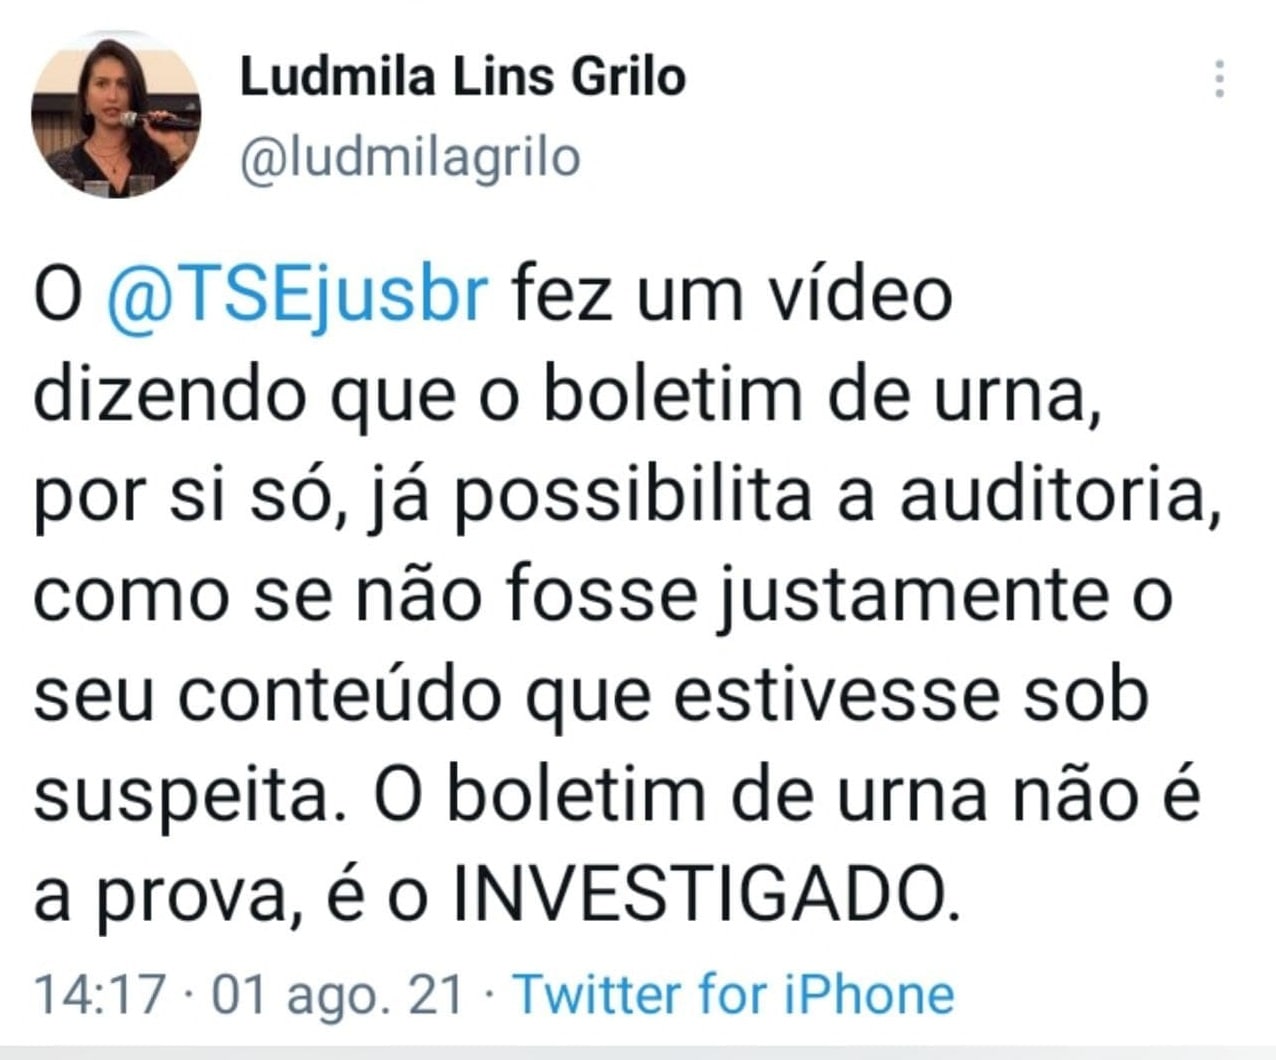 Ludmila Lins Grilo
@ludmilagrilo
O @TSEjusbr fez um vídeo
dizendo que o boletim de urna,
por si só, já possibilita a auditoria,
como se não fosse justamente o
seu conteúdo que estivesse sob
suspeita. O boletim de urna não é
a prova, é o INVESTIGADO.
14:17 · 01 ago. 21 · Twitter for iPhone